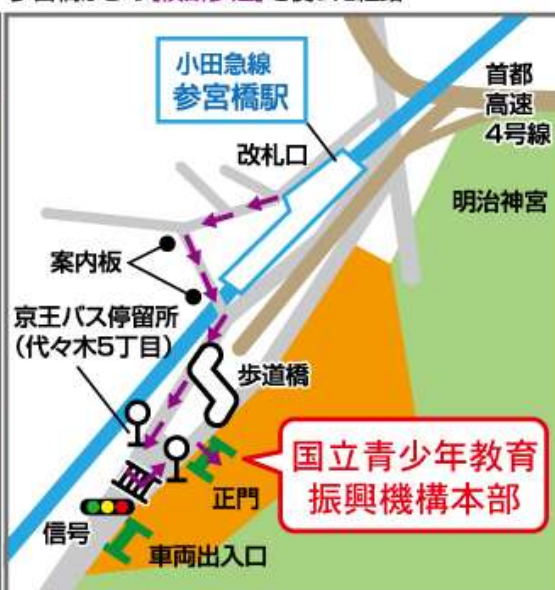 小田急線
参宮橋駅
首都
高速
4号線
改札口
明治神宮
案内板
京王バス停留所
（代々木5丁目）
歩道橋
国立青少年教育
振興機構本部
正門
信号
車両出入口